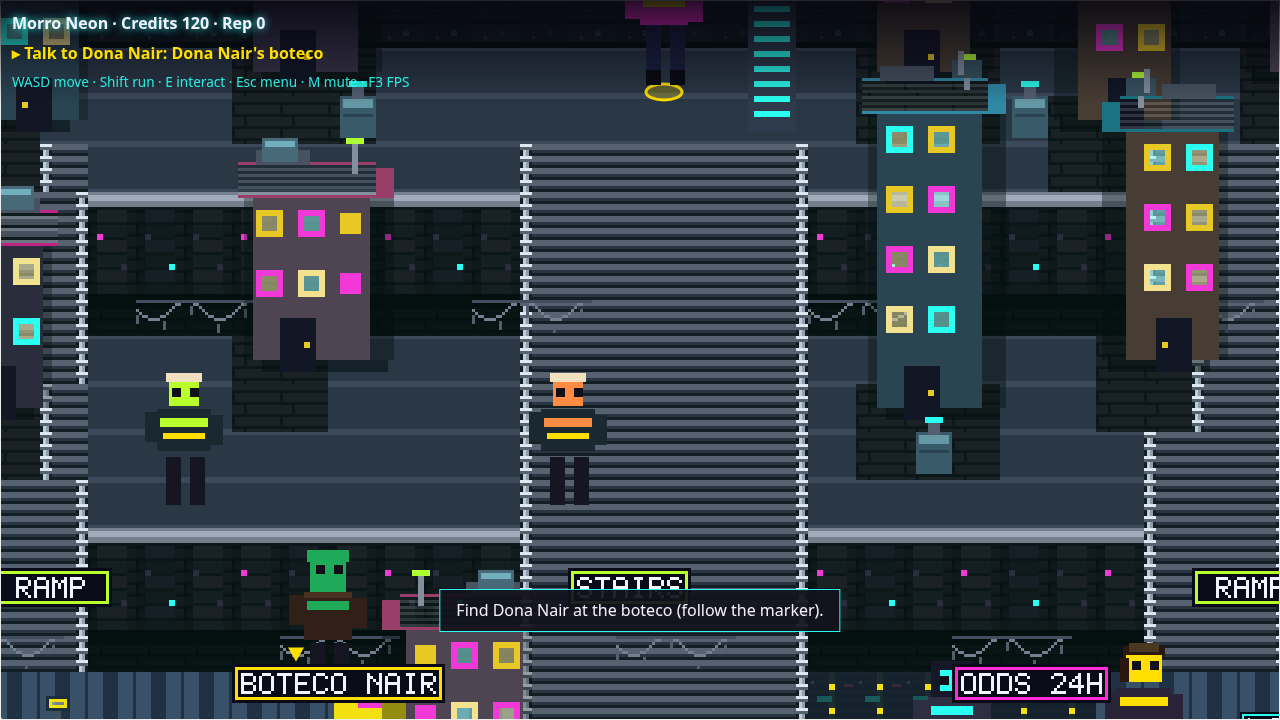 Morro Neon · Credits 120 · Rep 0
▸ Talk to Dona Nair: Dona Nair's boteco
WASD move · Shift run · E interact · Esc menu · M mute · F3 FPS
RAMP
STAIRS
RAMP
Find Dona Nair at the boteco (follow the marker).
BOTECO NAIR
ODDS 24H